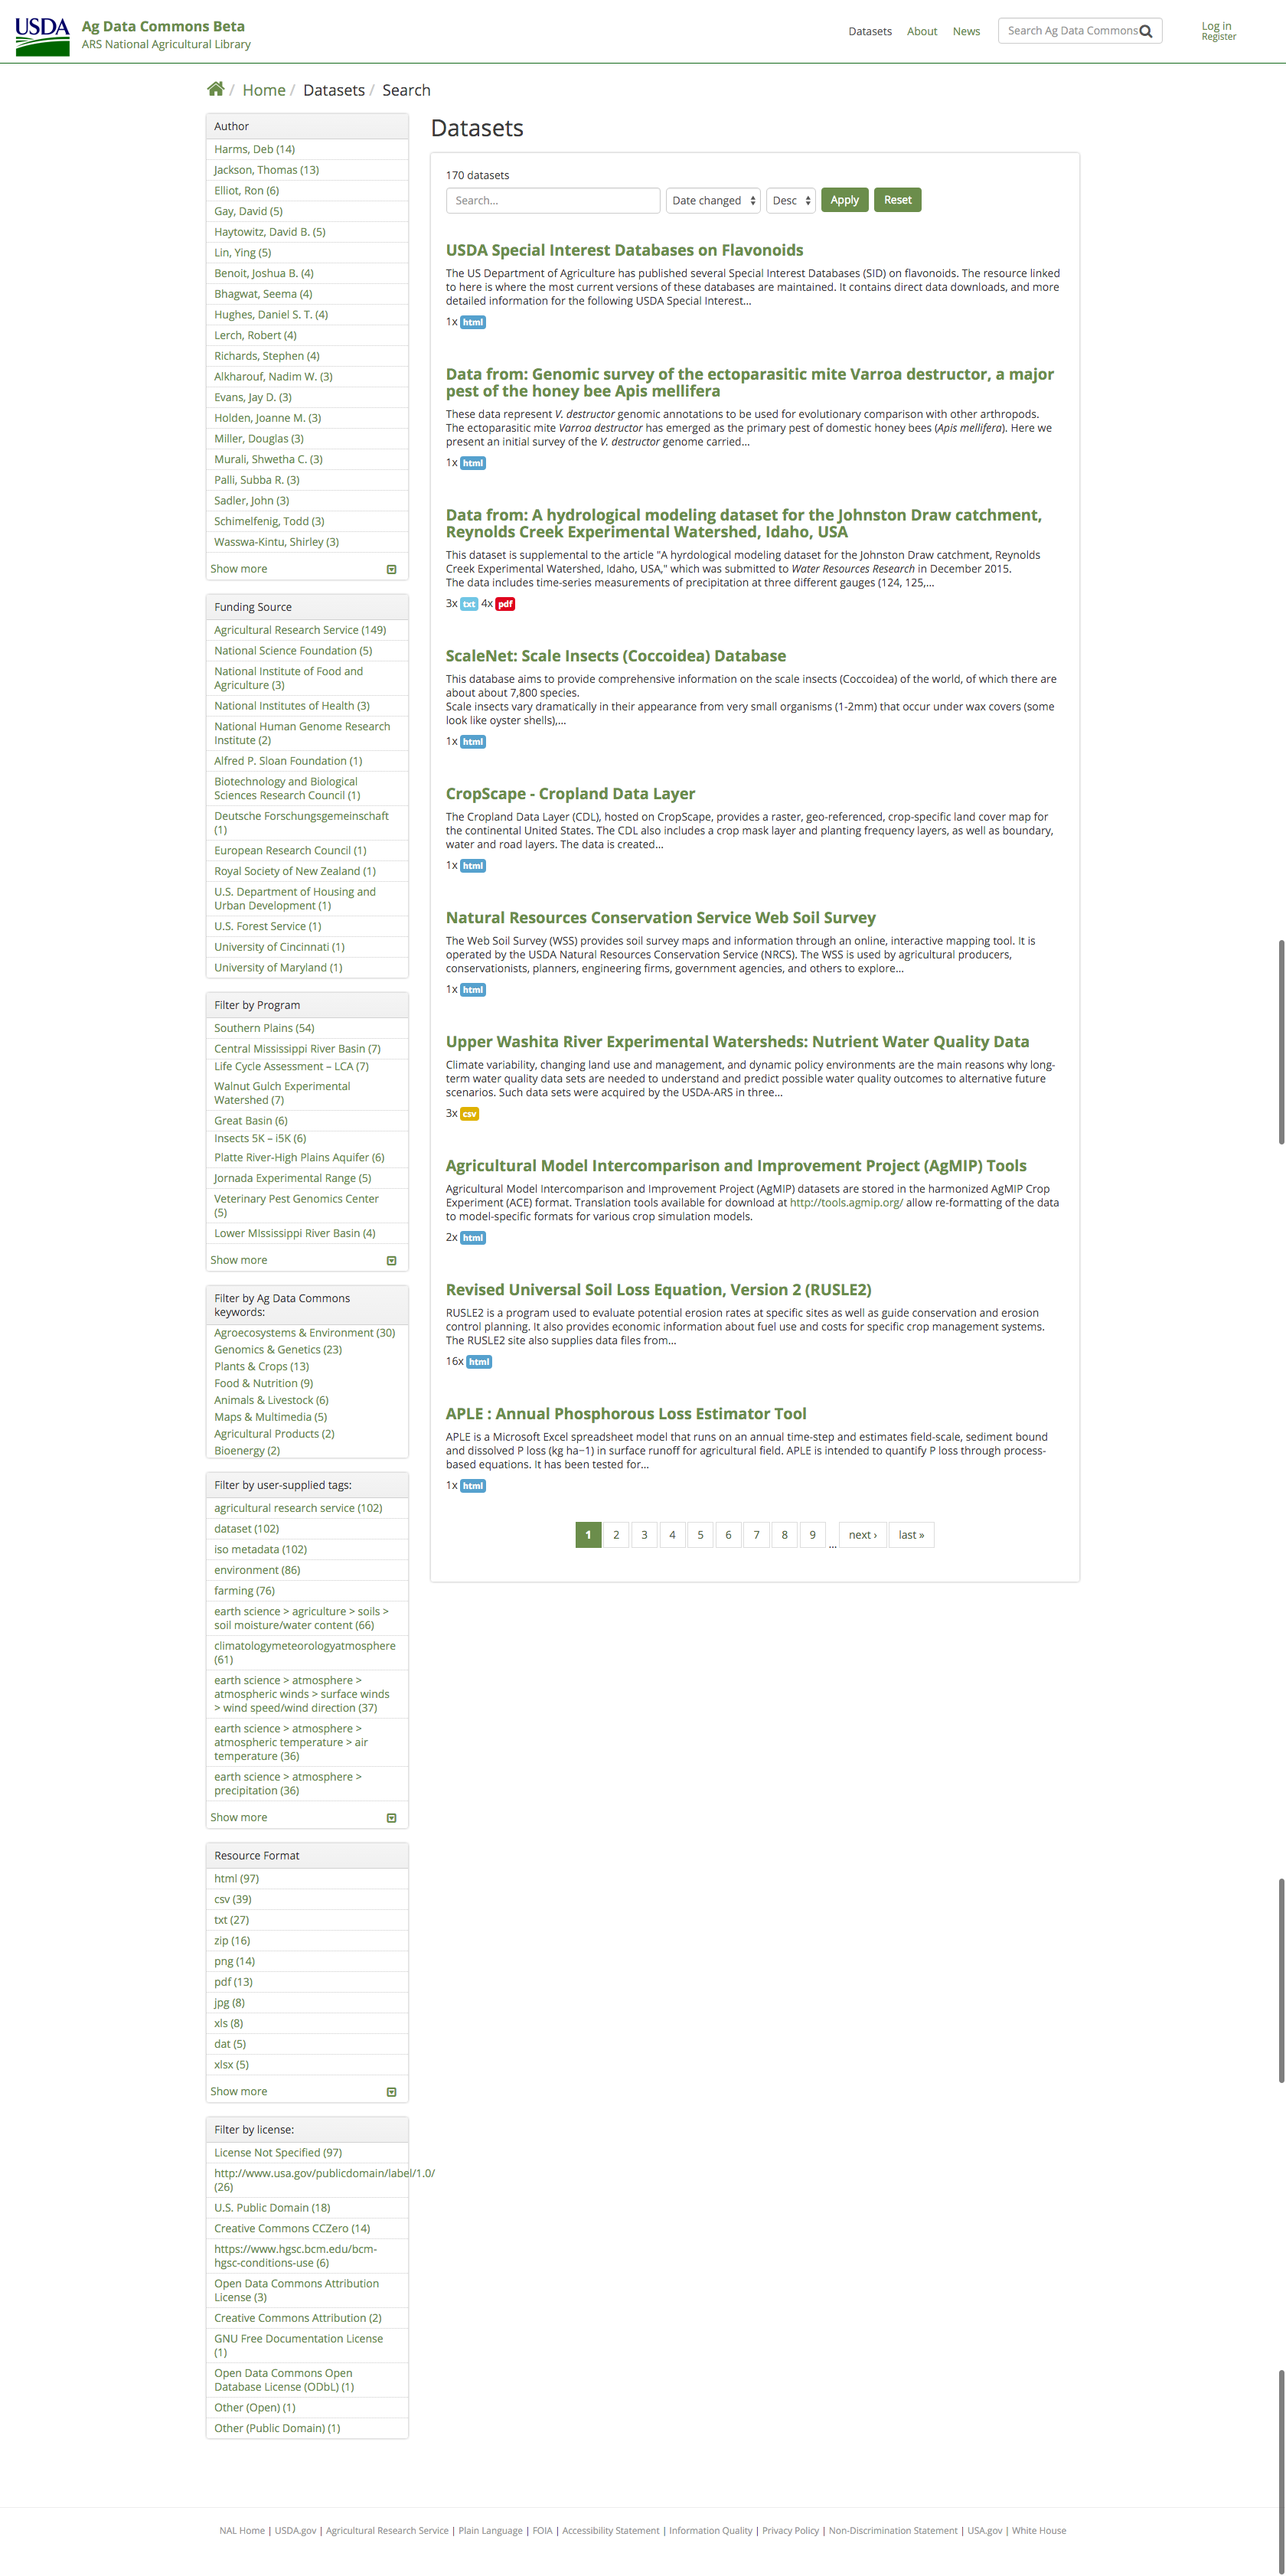 USDA
Ag Data Commons Beta
ARS National Agricultural Library
Datasets About News Search Ag Data Commons
Log in
Register
/ Home / Datasets / Search
Author
Harms, Deb (14)
Jackson, Thomas (13)
Elliot, Ron (6)
Gay, David (5)
Haytowitz, David B. (5)
Lin, Ying (5)
Benoit, Joshua B. (4)
Bhagwat, Seema (4)
Hughes, Daniel S. T. (4)
Lerch, Robert (4)
Richards, Stephen (4)
Alkharouf, Nadim W. (3)
Evans, Jay D. (3)
Holden, Joanne M. (3)
Miller, Douglas (3)
Murali, Shwetha C. (3)
Palli, Subba R. (3)
Sadler, John (3)
Schimelfenig, Todd (3)
Wasswa-Kintu, Shirley (3)
Show more
Funding Source
Agricultural Research Service (149)
National Science Foundation (5)
National Institute of Food and
Agriculture (3)
National Institutes of Health (3)
National Human Genome Research
Institute (2)
Alfred P. Sloan Foundation (1)
Biotechnology and Biological
Sciences Research Council (1)
Deutsche Forschungsgemeinschaft
(1)
European Research Council (1)
Royal Society of New Zealand (1)
U.S. Department of Housing and
Urban Development (1)
U.S. Forest Service (1)
University of Cincinnati (1)
University of Maryland (1)
Filter by Program
Southern Plains (54)
Central Mississippi River Basin (7)
Life Cycle Assessment – LCA (7)
Walnut Gulch Experimental
Watershed (7)
Great Basin (6)
Insects 5K – i5K (6)
Platte River-High Plains Aquifer (6)
Jornada Experimental Range (5)
Veterinary Pest Genomics Center
(5)
Lower MIssissippi River Basin (4)
Show more
Filter by Ag Data Commons
keywords:
Agroecosystems & Environment (30)
Genomics & Genetics (23)
Plants & Crops (13)
Food & Nutrition (9)
Animals & Livestock (6)
Maps & Multimedia (5)
Agricultural Products (2)
Bioenergy (2)
Filter by user-supplied tags:
agricultural research service (102)
dataset (102)
iso metadata (102)
environment (86)
farming (76)
earth science > agriculture > soils >
soil moisture/water content (66)
climatologymeteorologyatmosphere
(61)
earth science > atmosphere >
atmospheric winds > surface winds
> wind speed/wind direction (37)
earth science > atmosphere >
atmospheric temperature > air
temperature (36)
earth science > atmosphere >
precipitation (36)
Show more
Resource Format
html (97)
csv (39)
txt (27)
zip (16)
png (14)
pdf (13)
jpg (8)
xls (8)
dat (5)
xlsx (5)
Show more
Filter by license:
License Not Specified (97)
http://www.usa.gov/publicdomain/label/1.0/
(26)
U.S. Public Domain (18)
Creative Commons CCZero (14)
https://www.hgsc.bcm.edu/bcm-
hgsc-conditions-use (6)
Open Data Commons Attribution
License (3)
Creative Commons Attribution (2)
GNU Free Documentation License
(1)
Open Data Commons Open
Database License (ODbL) (1)
Other (Open) (1)
Other (Public Domain) (1)
Datasets
170 datasets
Search... Date changed Desc Apply Reset
USDA Special Interest Databases on Flavonoids
The US Department of Agriculture has published several Special Interest Databases (SID) on flavonoids. The resource linked
to here is where the most current versions of these databases are maintained. It contains direct data downloads, and more
detailed information for the following USDA Special Interest...
1x html
Data from: Genomic survey of the ectoparasitic mite Varroa destructor, a major
pest of the honey bee Apis mellifera
These data represent V. destructor genomic annotations to be used for evolutionary comparison with other arthropods.
The ectoparasitic mite Varroa destructor has emerged as the primary pest of domestic honey bees (Apis mellifera). Here we
present an initial survey of the V. destructor genome carried...
1x html
Data from: A hydrological modeling dataset for the Johnston Draw catchment,
Reynolds Creek Experimental Watershed, Idaho, USA
This dataset is supplemental to the article "A hyrdological modeling dataset for the Johnston Draw catchment, Reynolds
Creek Experimental Watershed, Idaho, USA," which was submitted to Water Resources Research in December 2015.
The data includes time-series measurements of precipitation at three different gauges (124, 125,...
3x txt 4x pdf
ScaleNet: Scale Insects (Coccoidea) Database
This database aims to provide comprehensive information on the scale insects (Coccoidea) of the world, of which there are
about about 7,800 species.
Scale insects vary dramatically in their appearance from very small organisms (1-2mm) that occur under wax covers (some
look like oyster shells),...
1x html
CropScape - Cropland Data Layer
The Cropland Data Layer (CDL), hosted on CropScape, provides a raster, geo-referenced, crop-specific land cover map for
the continental United States. The CDL also includes a crop mask layer and planting frequency layers, as well as boundary,
water and road layers. The data is created...
1x html
Natural Resources Conservation Service Web Soil Survey
The Web Soil Survey (WSS) provides soil survey maps and information through an online, interactive mapping tool. It is
operated by the USDA Natural Resources Conservation Service (NRCS). The WSS is used by agricultural producers,
conservationists, planners, engineering firms, government agencies, and others to explore...
1x html
Upper Washita River Experimental Watersheds: Nutrient Water Quality Data
Climate variability, changing land use and management, and dynamic policy environments are the main reasons why long-
term water quality data sets are needed to understand and predict possible water quality outcomes to alternative future
scenarios. Such data sets were acquired by the USDA-ARS in three...
3x csv
Agricultural Model Intercomparison and Improvement Project (AgMIP) Tools
Agricultural Model Intercomparison and Improvement Project (AgMIP) datasets are stored in the harmonized AgMIP Crop
Experiment (ACE) format. Translation tools available for download at http://tools.agmip.org/ allow re-formatting of the data
to model-specific formats for various crop simulation models.
2x html
Revised Universal Soil Loss Equation, Version 2 (RUSLE2)
RUSLE2 is a program used to evaluate potential erosion rates at specific sites as well as guide conservation and erosion
control planning. It also provides economic information about fuel use and costs for specific crop management systems.
The RUSLE2 site also supplies data files from...
16x html
APLE : Annual Phosphorous Loss Estimator Tool
APLE is a Microsoft Excel spreadsheet model that runs on an annual time-step and estimates field-scale, sediment bound
and dissolved P loss (kg ha−1) in surface runoff for agricultural field. APLE is intended to quantify P loss through process-
based equations. It has been tested for...
1x html
1 2 3 4 5 6 7 8 9 ... next › last »
NAL Home | USDA.gov | Agricultural Research Service | Plain Language | FOIA | Accessibility Statement | Information Quality | Privacy Policy | Non-Discrimination Statement | USA.gov | White House